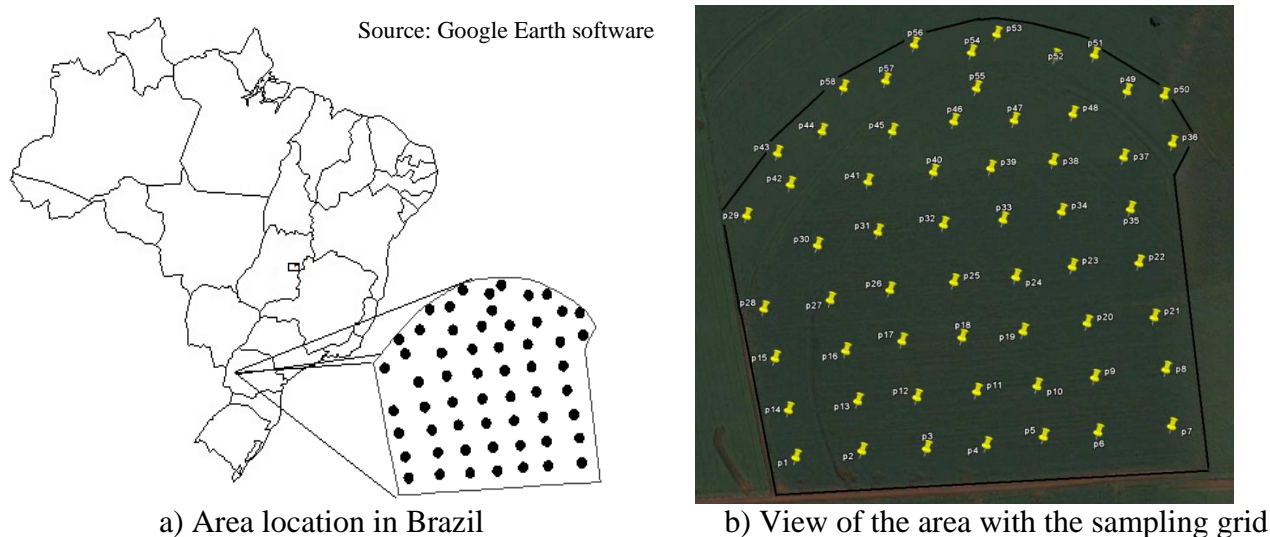 Source: Google Earth software
p56
p53
p54
p52
p51
p57
p58
p55
p49
p50
p46
p47
p48
p44
p45
p43
p36
p40
p39
p38
p37
p42
p41
p29
p33
p34
p32
p35
p31
p30
p23
p22
p25
p24
p26
p28
p27
p20
p21
p18
p17
p19
p16
p15
p9
p8
p11
p10
p12
p14
p13
p5
p6
p7
p3
p4
p2
p1
a) Area location in Brazil
b) View of the area with the sampling grid